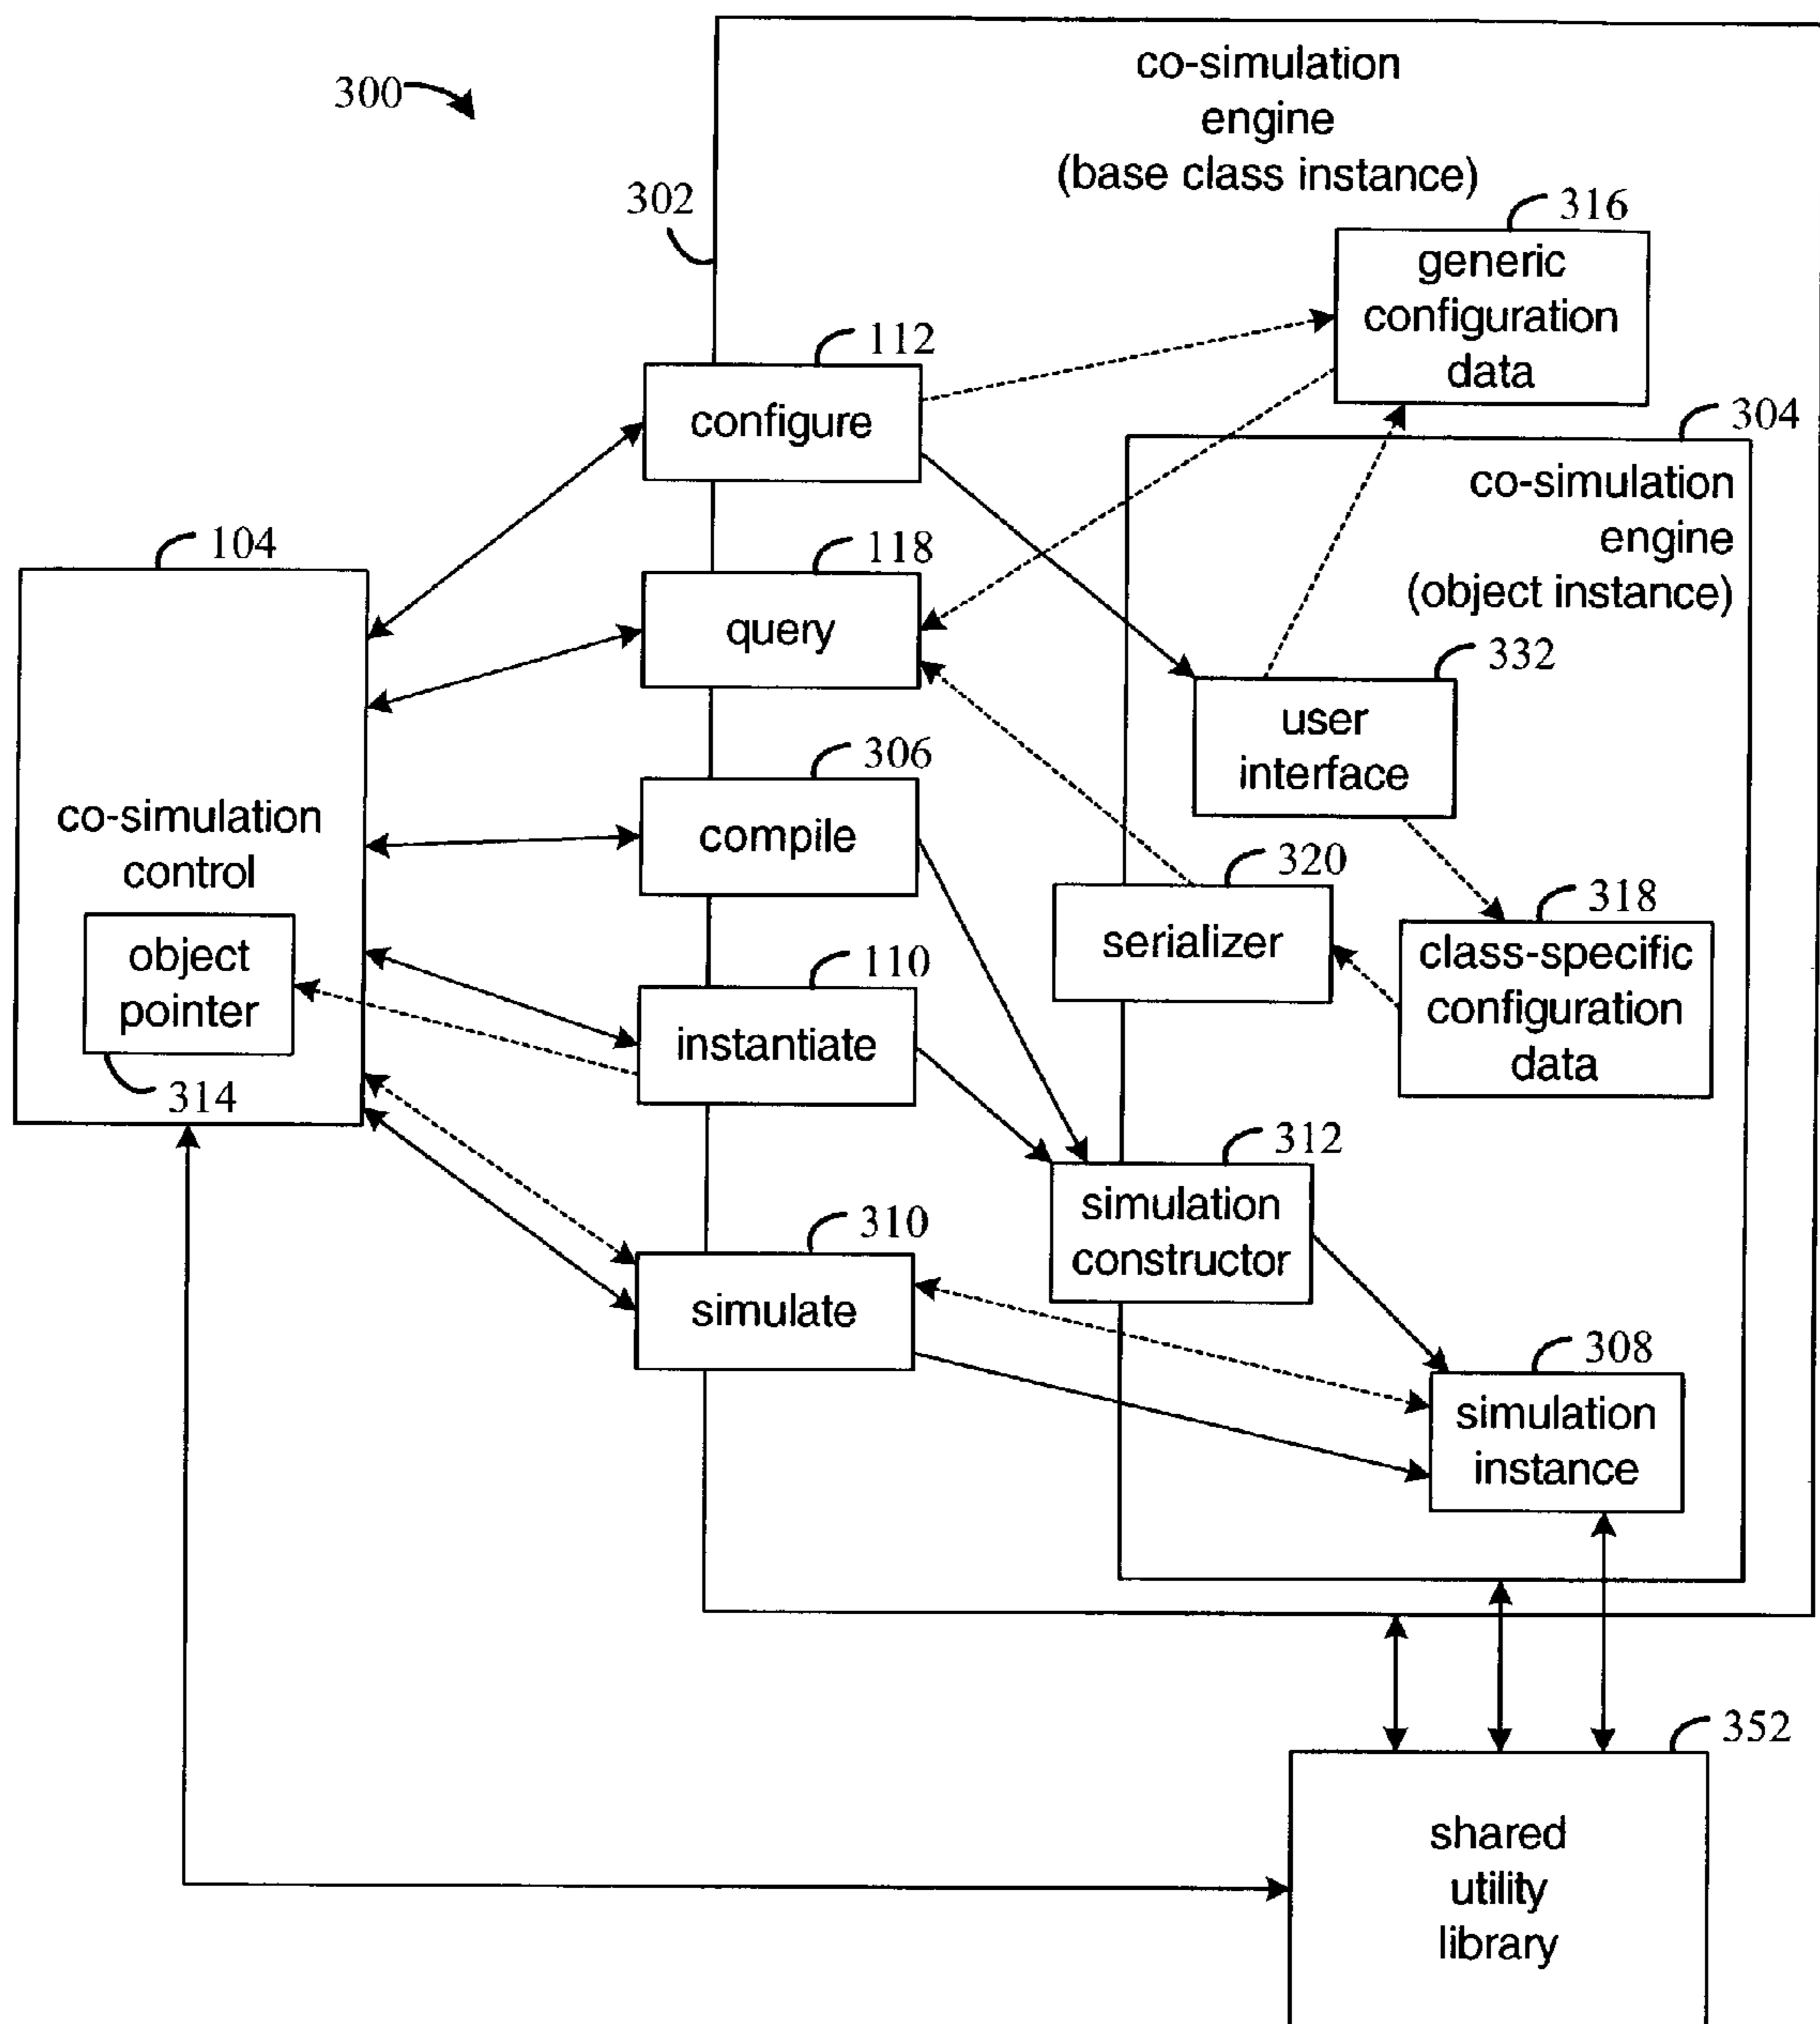 co-simulation
engine
(base class instance)
300
302
316
generic
configuration
data
112
configure
304
co-simulation
engine
(object instance)
118
query
104
332
user
interface
306
compile
co-simulation
control
320
serializer
318
class-specific
configuration
data
object
pointer
314
110
instantiate
312
simulation
constructor
310
simulate
308
simulation
instance
352
shared
utility
library